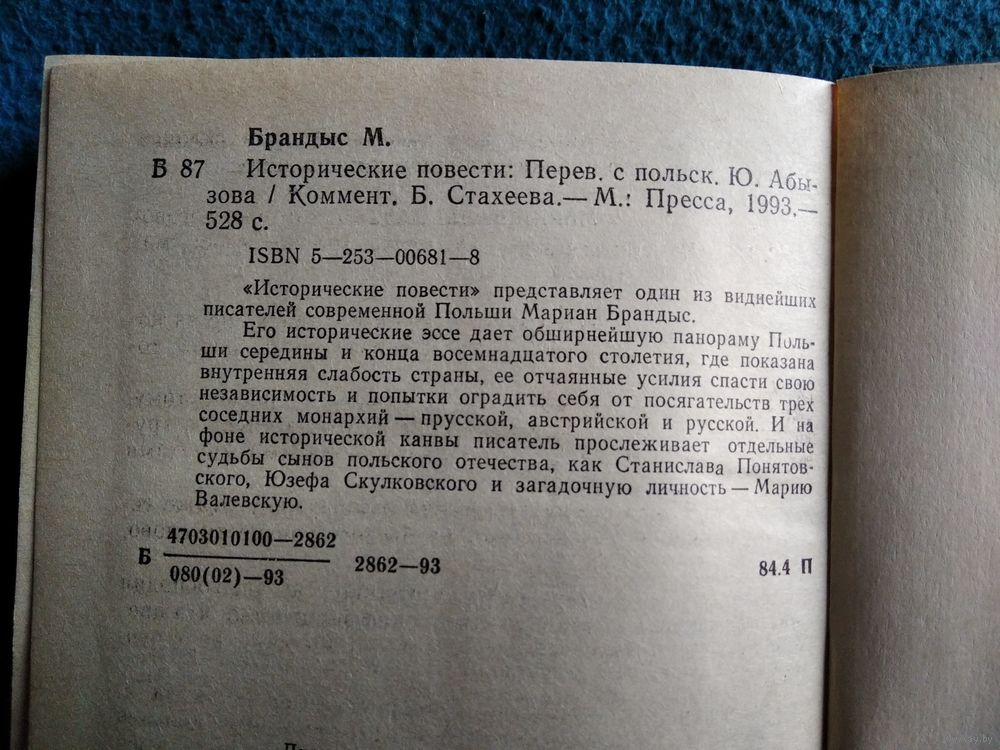 Брандыс М.
Б 87 Исторические повести: Перев. с польск. Ю. Абы-
зова / Коммент. Б. Стахеева.— М.: Пресса, 1993.—
528 с.
ISBN 5—253—00681—8
«Исторические повести» представляет один из виднейших
писателей современной Польши Мариан Брандыс.
Его исторические эссе дает обширнейшую панораму Поль-
ши середины и конца восемнадцатого столетия, где показана
внутренняя слабость страны, ее отчаянные усилия спасти свою
независимость и попытки оградить себя от посягательств трех
соседних монархий — прусской, австрийской и русской. И на
фоне исторической канвы писатель прослеживает отдельные
судьбы сынов польского отечества, как Станислава Понятов-
ского, Юзефа Скулковского и загадочную личность — Марию
Валевскую.
4703010100—2862
Б 2862—93 84.4 П
080(02)—93